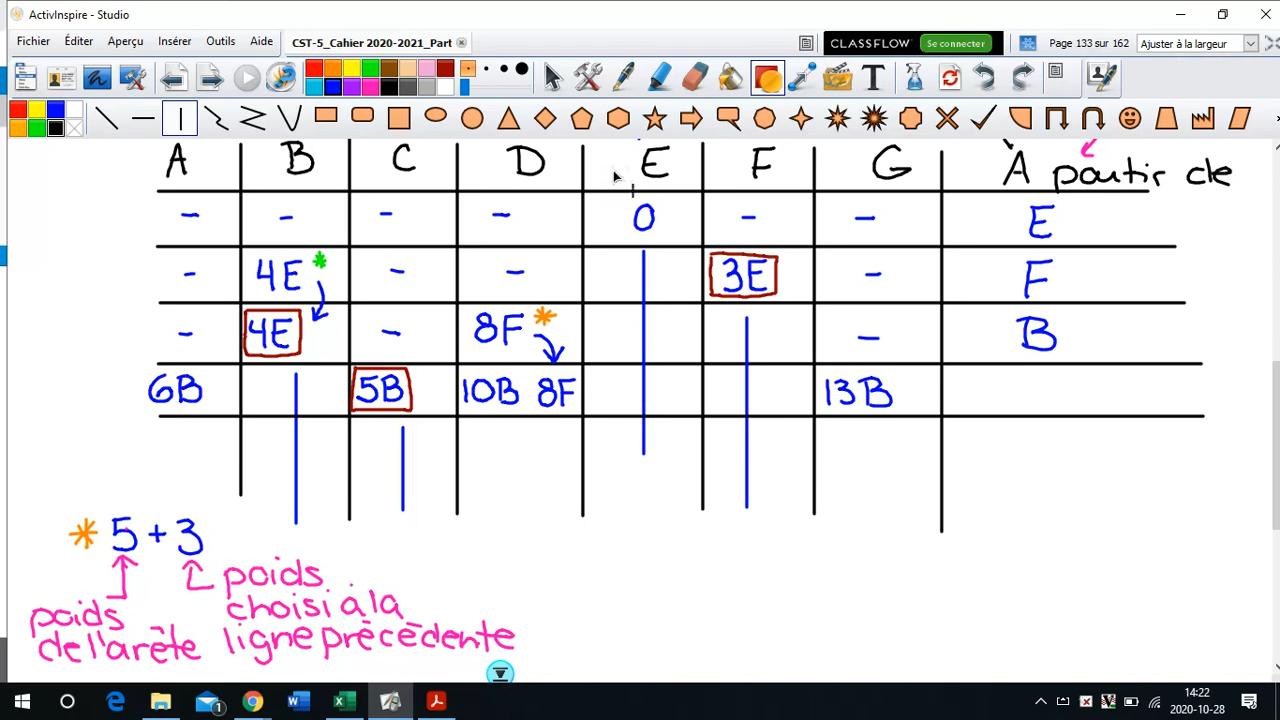 ActivInspire - Studio
Fichier Éditer Aperçu Insérer Outils Aide CST-5_Cahier 2020-2021_Part CLASSFLOW Se connecter Page 133 sur 162 Ajuster à la largeur
A B C D E F G À partir de
- - - - 0 - - E
- 4E * - - 3E - F
- 4E - 8F * - B
6B 5B 10B 8F 13B
* 5 + 3
poids
choisi à la
ligne précédente
poids
de l'arête
14:22
2020-10-28